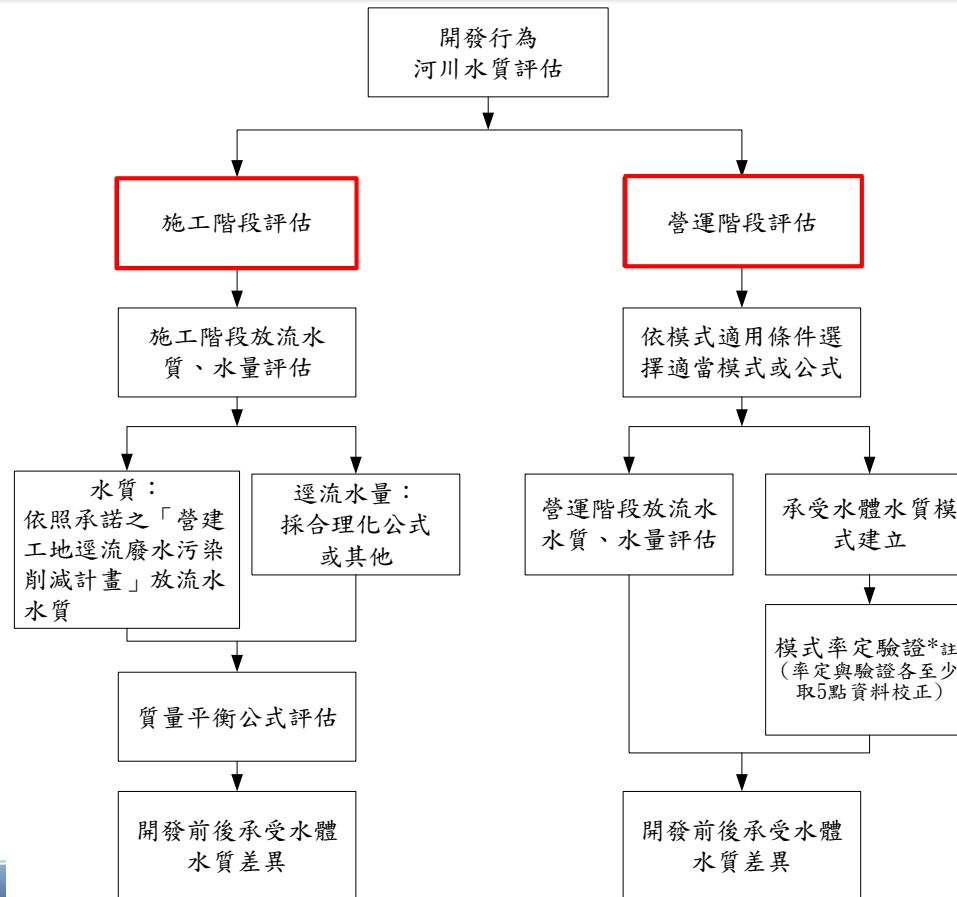 開發行為
河川水質評估
施工階段評估
營運階段評估
施工階段放流水
質、水量評估
依模式適用條件選
擇適當模式或公式
水質：
依照承諾之「營建
工地逕流廢水污染
削減計畫」放流水
水質
逕流水量：
採合理化公式
或其他
營運階段放流水
水質、水量評估
承受水體水質模
式建立
模式率定驗證*註
（率定與驗證各至少
取5點資料校正）
質量平衡公式評估
開發前後承受水體
水質差異
開發前後承受水體
水質差異